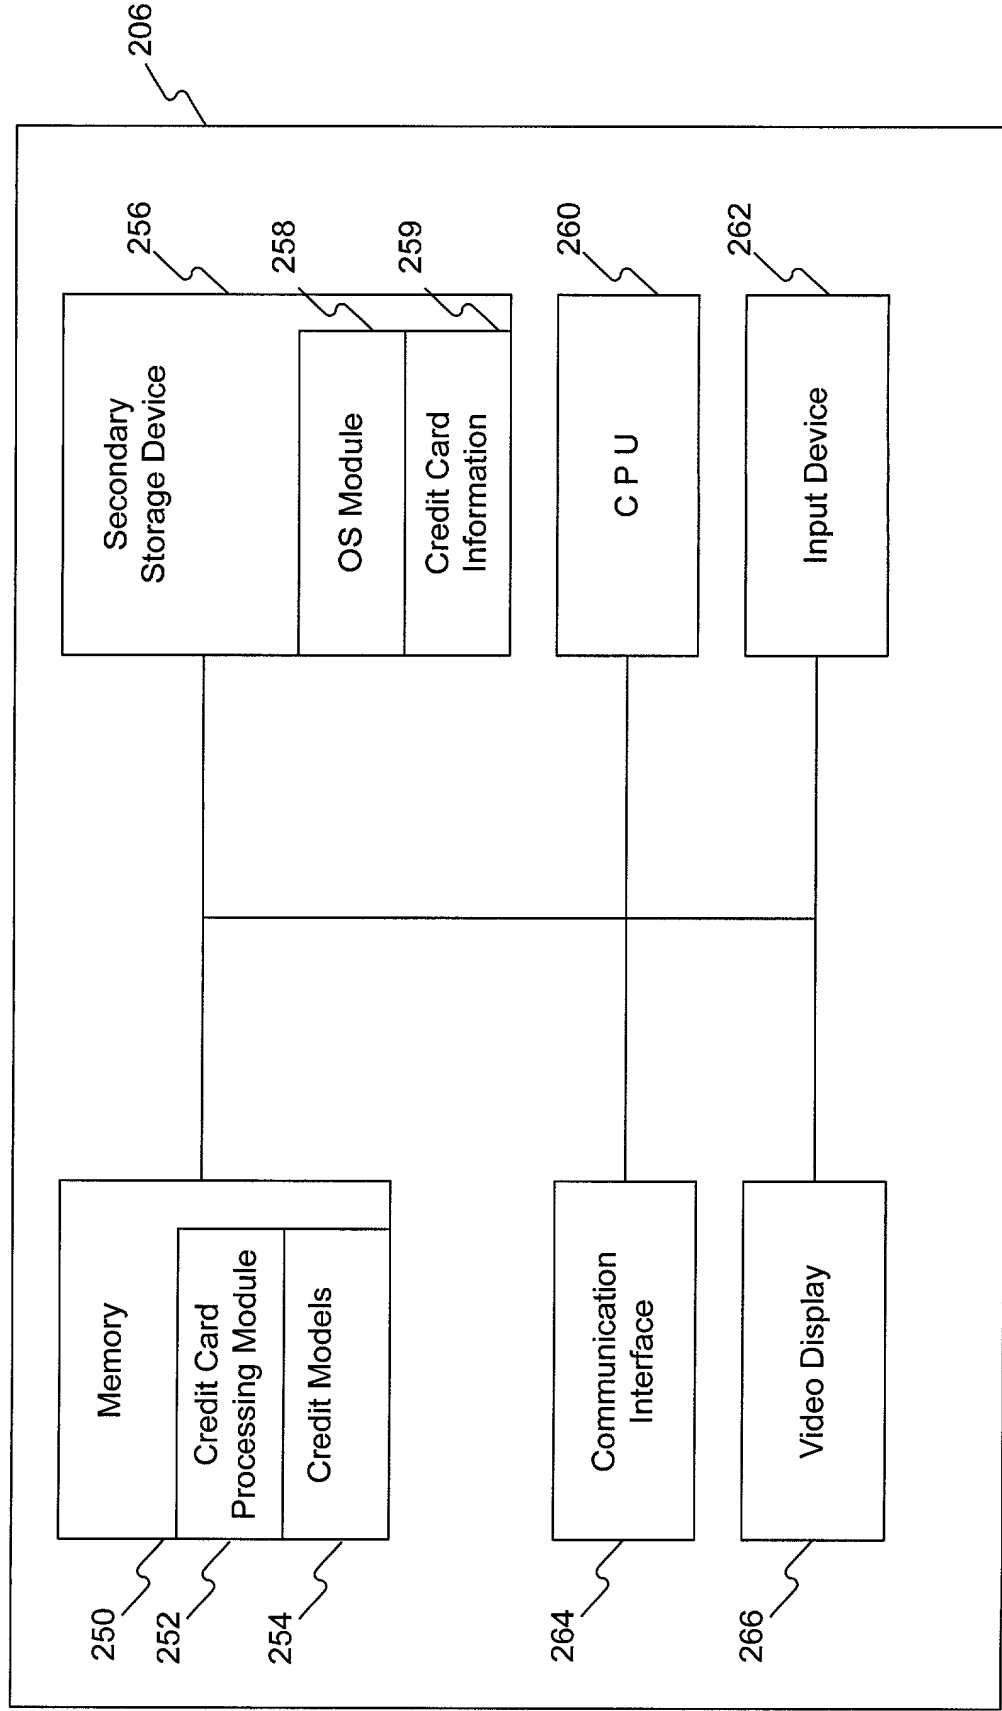 206
Memory
Credit Card
Processing Module
Credit Models
250
252
254
Secondary
Storage Device
OS Module
Credit Card
Information
256
258
259
Communication
Interface
264
C P U
260
Video Display
266
Input Device
262